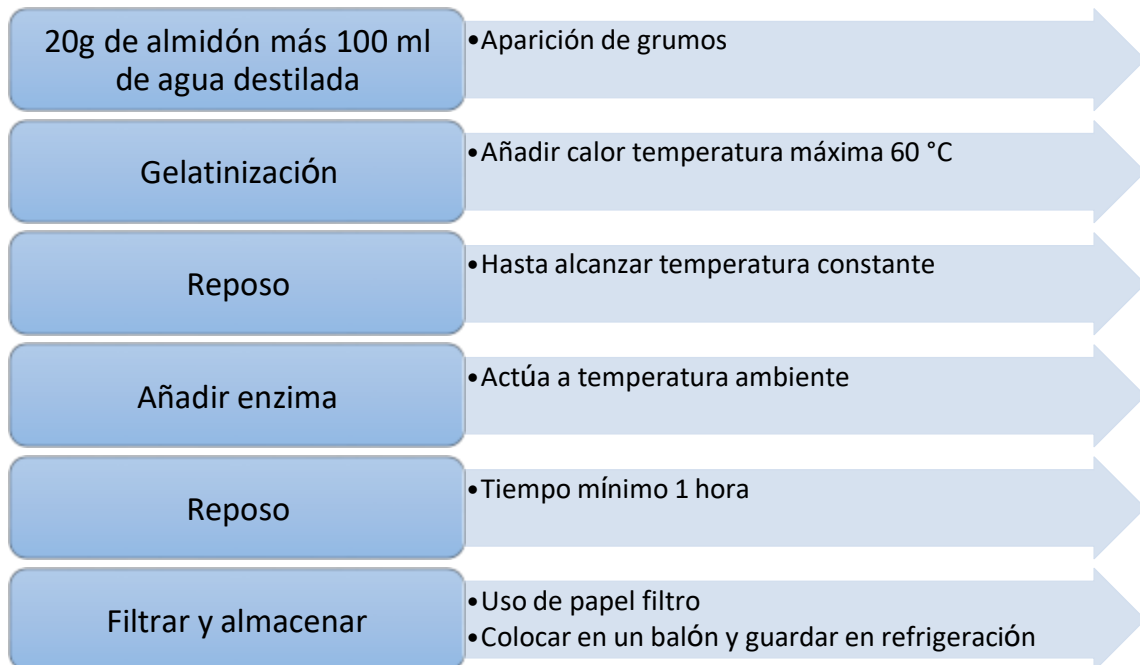 20g de almidón más 100 ml
de agua destilada
•Aparición de grumos
Gelatinización
•Añadir calor temperatura máxima 60 °C
Reposo
•Hasta alcanzar temperatura constante
Añadir enzima
•Actúa a temperatura ambiente
Reposo
•Tiempo mínimo 1 hora
Filtrar y almacenar
•Uso de papel filtro
•Colocar en un balón y guardar en refrigeración